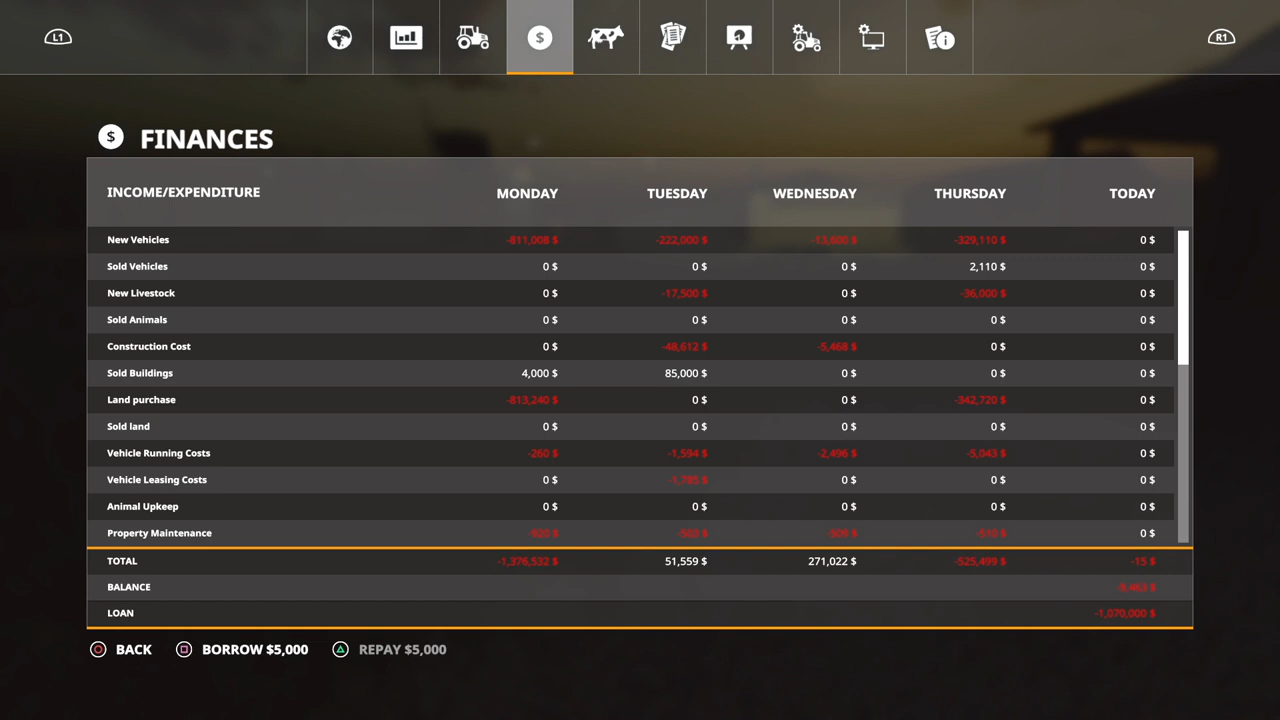 L1
R1
FINANCES
INCOME/EXPENDITURE MONDAY TUESDAY WEDNESDAY THURSDAY TODAY
New Vehicles -811,008 $ -222,000 $ -13,600 $ -329,110 $ 0 $
Sold Vehicles 0 $ 0 $ 0 $ 2,110 $ 0 $
New Livestock 0 $ -17,500 $ 0 $ -36,000 $ 0 $
Sold Animals 0 $ 0 $ 0 $ 0 $ 0 $
Construction Cost 0 $ -48,612 $ -5,468 $ 0 $ 0 $
Sold Buildings 4,000 $ 85,000 $ 0 $ 0 $ 0 $
Land purchase -813,240 $ 0 $ 0 $ -342,720 $ 0 $
Sold land 0 $ 0 $ 0 $ 0 $ 0 $
Vehicle Running Costs -260 $ -1,594 $ -2,496 $ -5,043 $ 0 $
Vehicle Leasing Costs 0 $ -1,785 $ 0 $ 0 $ 0 $
Animal Upkeep 0 $ 0 $ 0 $ 0 $ 0 $
Property Maintenance 0 $
TOTAL -1,376,532 $ 51,559 $ 271,022 $ -525,499 $ -15 $
BALANCE
LOAN -1,070,000 $
BACK BORROW $5,000 REPAY $5,000